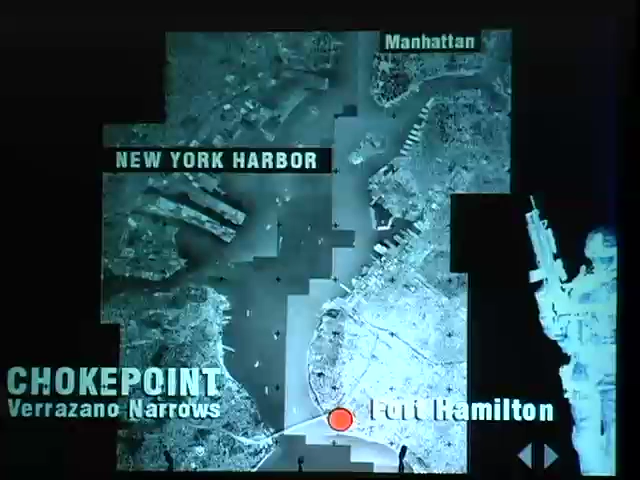 Manhattan
NEW YORK HARBOR
CHOKEPOINT
Verrazano Narrows
Fort Hamilton